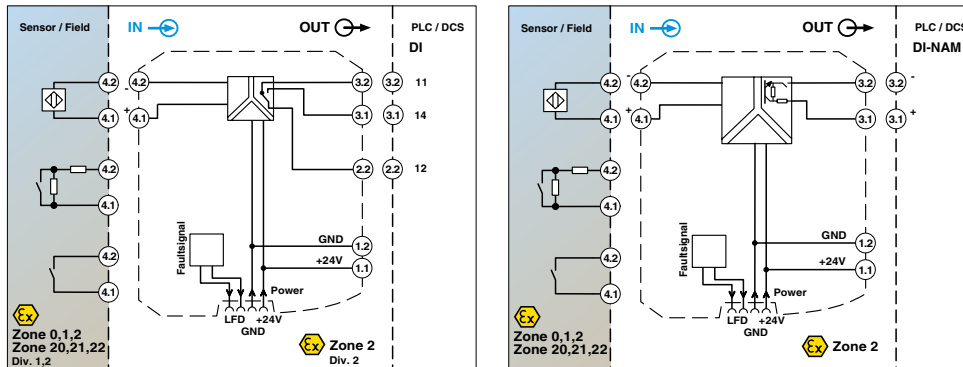 Sensor / Field
IN
OUT
PLC / DCS
DI
4.2
4.2
-
3.2
3.2
11
4.1
+
4.1
3.1
3.1
14
4.2
2.2
2.2
12
4.1
Faultsignal
GND
1.2
4.2
+24V
1.1
4.1
Power
LFD
+24V
GND
Ex
Zone 0,1,2
Zone 20,21,22
Div. 1,2
Ex
Zone 2
Div. 2
Sensor / Field
IN
OUT
PLC / DCS
DI-NAM
4.2
-
4.2
3.2
3.2
-
4.1
+
4.1
3.1
3.1
+
4.2
4.1
Faultsignal
GND
1.2
4.2
+24V
1.1
4.1
Power
LFD
+24V
GND
Ex
Zone 0,1,2
Zone 20,21,22
Ex
Zone 2